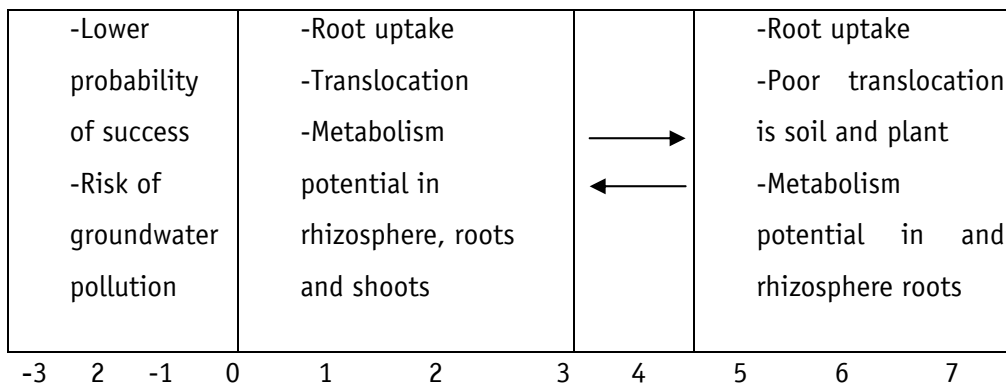 -Lower
probability
of success
-Risk of
groundwater
pollution
-Root uptake
-Translocation
-Metabolism
potential in
rhizosphere, roots
and shoots
-Root uptake
-Poor translocation
is soil and plant
-Metabolism
potential in and
rhizosphere roots
-3 2 -1 0 1 2 3 4 5 6 7